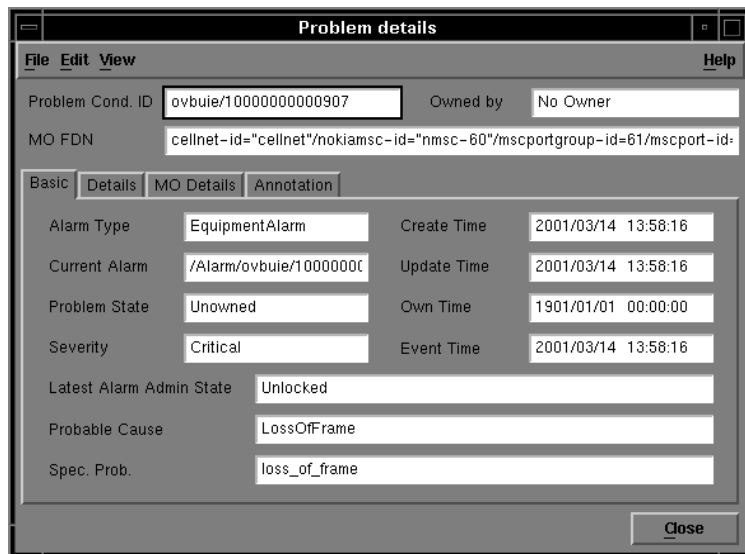 Problem details
File Edit View Help
Problem Cond. ID ovbuie/10000000000907 Owned by No Owner
MO FDN cellnet-id="cellnet"/nokiamsc-id="nmsc-60"/mscportgroup-id=61/mscport-id=
Basic Details MO Details Annotation
Alarm Type EquipmentAlarm Create Time 2001/03/14 13:58:16
Current Alarm /Alarm/ovbuie/10000000 Update Time 2001/03/14 13:58:16
Problem State Unowned Own Time 1901/01/01 00:00:00
Severity Critical Event Time 2001/03/14 13:58:16
Latest Alarm Admin State Unlocked
Probable Cause LossOfFrame
Spec. Prob. loss_of_frame
Close